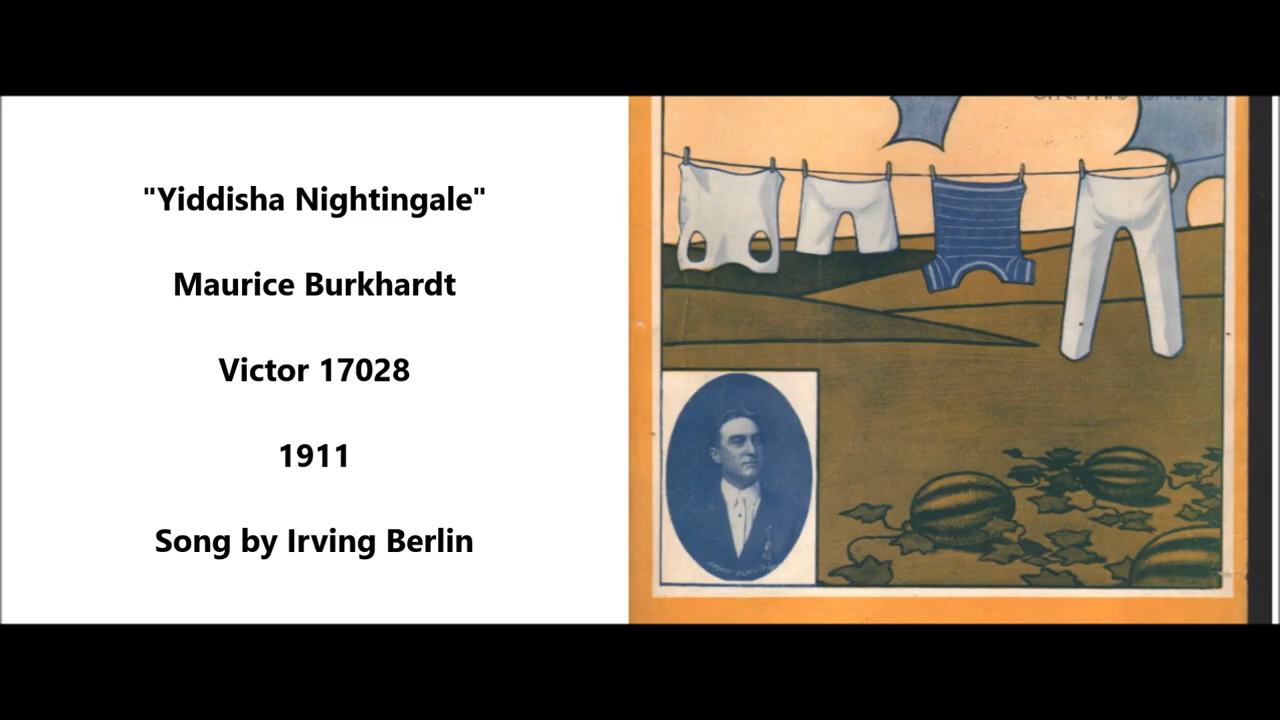 "Yiddisha Nightingale"
Maurice Burkhardt
Victor 17028
1911
Song by Irving Berlin